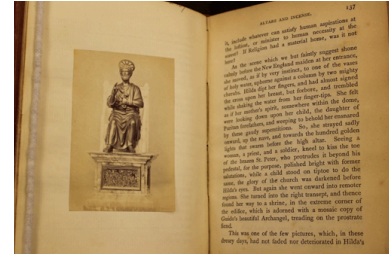 ALTARS AND INCENSE.
137
it, include whatever can satisfy human aspirations at
the loftiest, or minister to human necessity at the
sorest? If Religion had a material home, was it not
here?
As the scene which we but faintly suggest shone
before the New England maiden at her entrance,
she moved, as if by very instinct, to one of the vases
of holy water, upborne against a column by two mighty
cherubs. Hilda dipt her fingers, and had almost signed
the cross upon her breast, but forbore, and trembled
while shaking the water from her finger-tips. She felt
as if her mother's spirit, somewhere within the dome,
were looking down upon her child, the daughter of
Puritan forefathers, and weeping to behold her ensnared
by these gaudy superstitions. So, she strayed sadly
onward, up the nave, and towards the hundred golden
lights that swarm before the high altar. Seeing a
woman, a priest, and a soldier, kneel to kiss the toe
of the brazen St Peter, who protrudes it beyond his
pedestal, for the purpose, polished bright with former
salutations, while a child stood on tiptoe to do the
same, the glory of the church was darkened before
Hilda's eyes. But again she went onward into remoter
regions. She turned into the right transept, and thence
found her way to a shrine, in the extreme corner of
the edifice, which is adorned with a mosaic copy of
Guido's beautiful Archangel, treading on the prostrate
fiend.
This was one of the few pictures, which, in these
dreary days, had not faded nor deteriorated in Hilda's